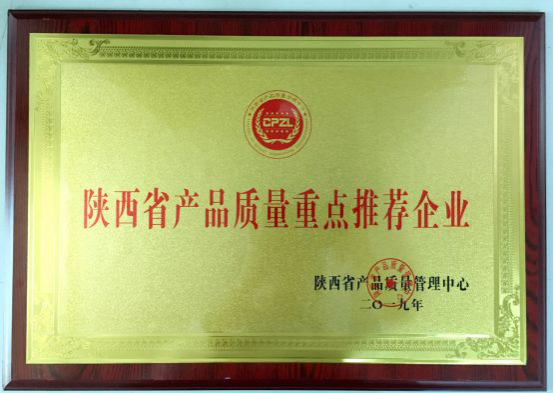 CPZL
陕西省产品质量重点推荐企业
陕西省产品质量管理中心
二〇一九年